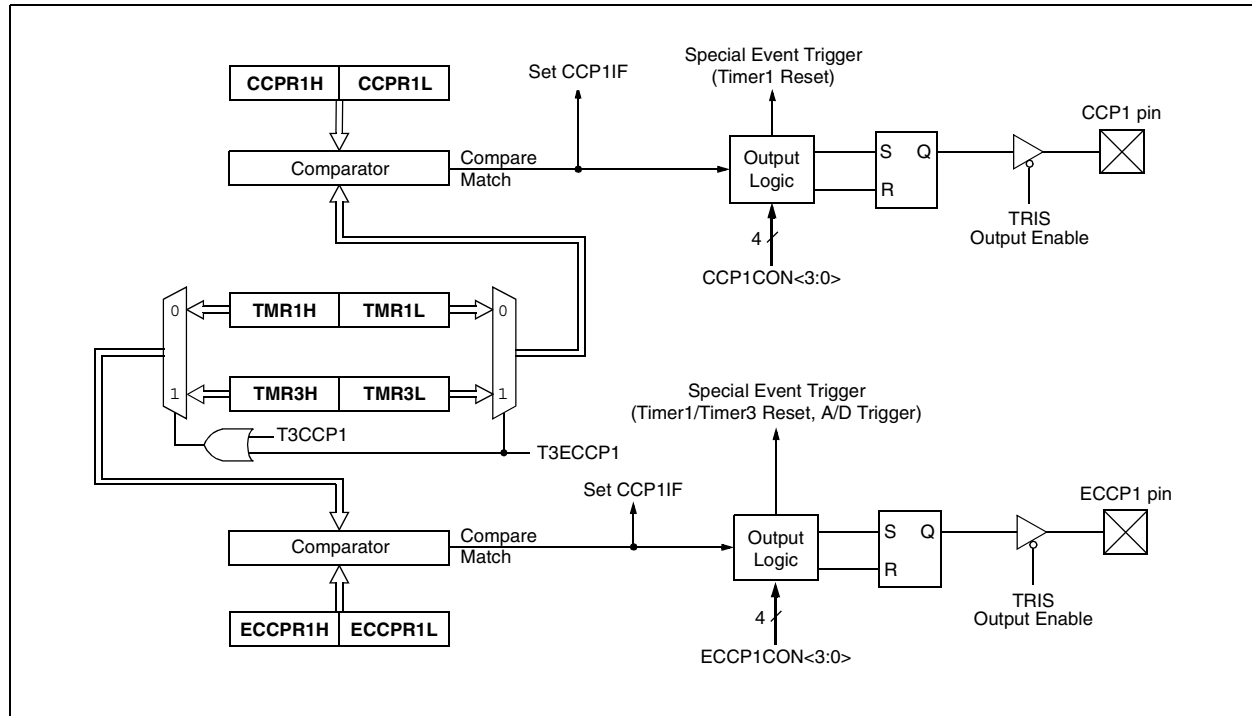 Special Event Trigger
(Timer1 Reset)
Set CCP1IF
CCPR1H CCPR1L
CCP1 pin
Comparator
Compare
Match
Output
Logic
S Q
R
TRIS
Output Enable
4
CCP1CON<3:0>
0 TMR1H TMR1L 0
1 TMR3H TMR3L 1
T3CCP1
T3ECCP1
Special Event Trigger
(Timer1/Timer3 Reset, A/D Trigger)
Set CCP1IF
ECCP1 pin
Comparator
Compare
Match
Output
Logic
S Q
R
TRIS
Output Enable
4
ECCPR1H ECCPR1L
ECCP1CON<3:0>